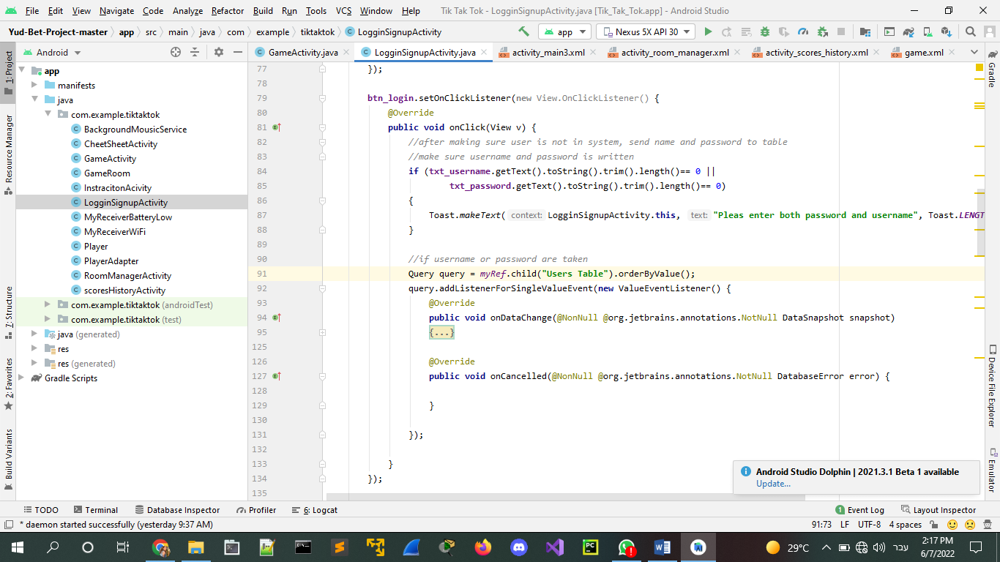 File Edit View Navigate Code Analyze Refactor Build Run Tools VCS Window Help Tik Tak Tok - LogginSignupActivity.java [Tik_Tak_Tok.app] - Android Studio
Yud-Bet-Project-master app src main java com example tiktaktok LogginSignupActivity app Nexus 5X API 30
Android GameActivity.java LogginSignupActivity.java activity_main3.xml activity_room_manager.xml activity_scores_history.xml game.xml
1: Project
Resource Manager
7: Structure
2: Favorites
Build Variants
app
manifests
java
com.example.tiktaktok
BackgroundMousicService
CheetSheetActivity
GameActivity
GameRoom
InstracitonAcivity
LogginSignupActivity
MyReceiverBatteryLow
MyReceiverWiFi
Player
PlayerAdapter
RoomManagerActivity
scoresHistoryActivity
com.example.tiktaktok (androidTest)
com.example.tiktaktok (test)
java (generated)
res
res (generated)
Gradle Scripts
77 });
78
79 btn_login.setOnClickListener(new View.OnClickListener() {
80 @Override
81 public void onClick(View v) {
82 //after making sure user is not in system, send name and password to table
83 //make sure username and password is written
84 if (txt_username.getText().toString().trim().length()== 0 ||
85 txt_password.getText().toString().trim().length()== 0)
86 {
87 Toast.makeText( context: LogginSignupActivity.this, text: "Pleas enter both password and username", Toast.LENGT
88 }
89
90 //if username or password are taken
91 Query query = myRef.child("Users Table").orderByValue();
92 query.addListenerForSingleValueEvent(new ValueEventListener() {
93 @Override
94 public void onDataChange(@NonNull @org.jetbrains.annotations.NotNull DataSnapshot snapshot)
95 {...}
125
126 @Override
127 public void onCancelled(@NonNull @org.jetbrains.annotations.NotNull DatabaseError error) {
128
129 }
130
131 });
132
133 }
134 });
135
Gradle
Device File Explorer
Emulator
Android Studio Dolphin | 2021.3.1 Beta 1 available
Update...
TODO Terminal Database Inspector Profiler 6: Logcat 1 Event Log Layout Inspector
* daemon started successfully (yesterday 9:37 AM) 91:73 LF UTF-8 4 spaces
29°C עבר 2:17 PM
6/7/2022